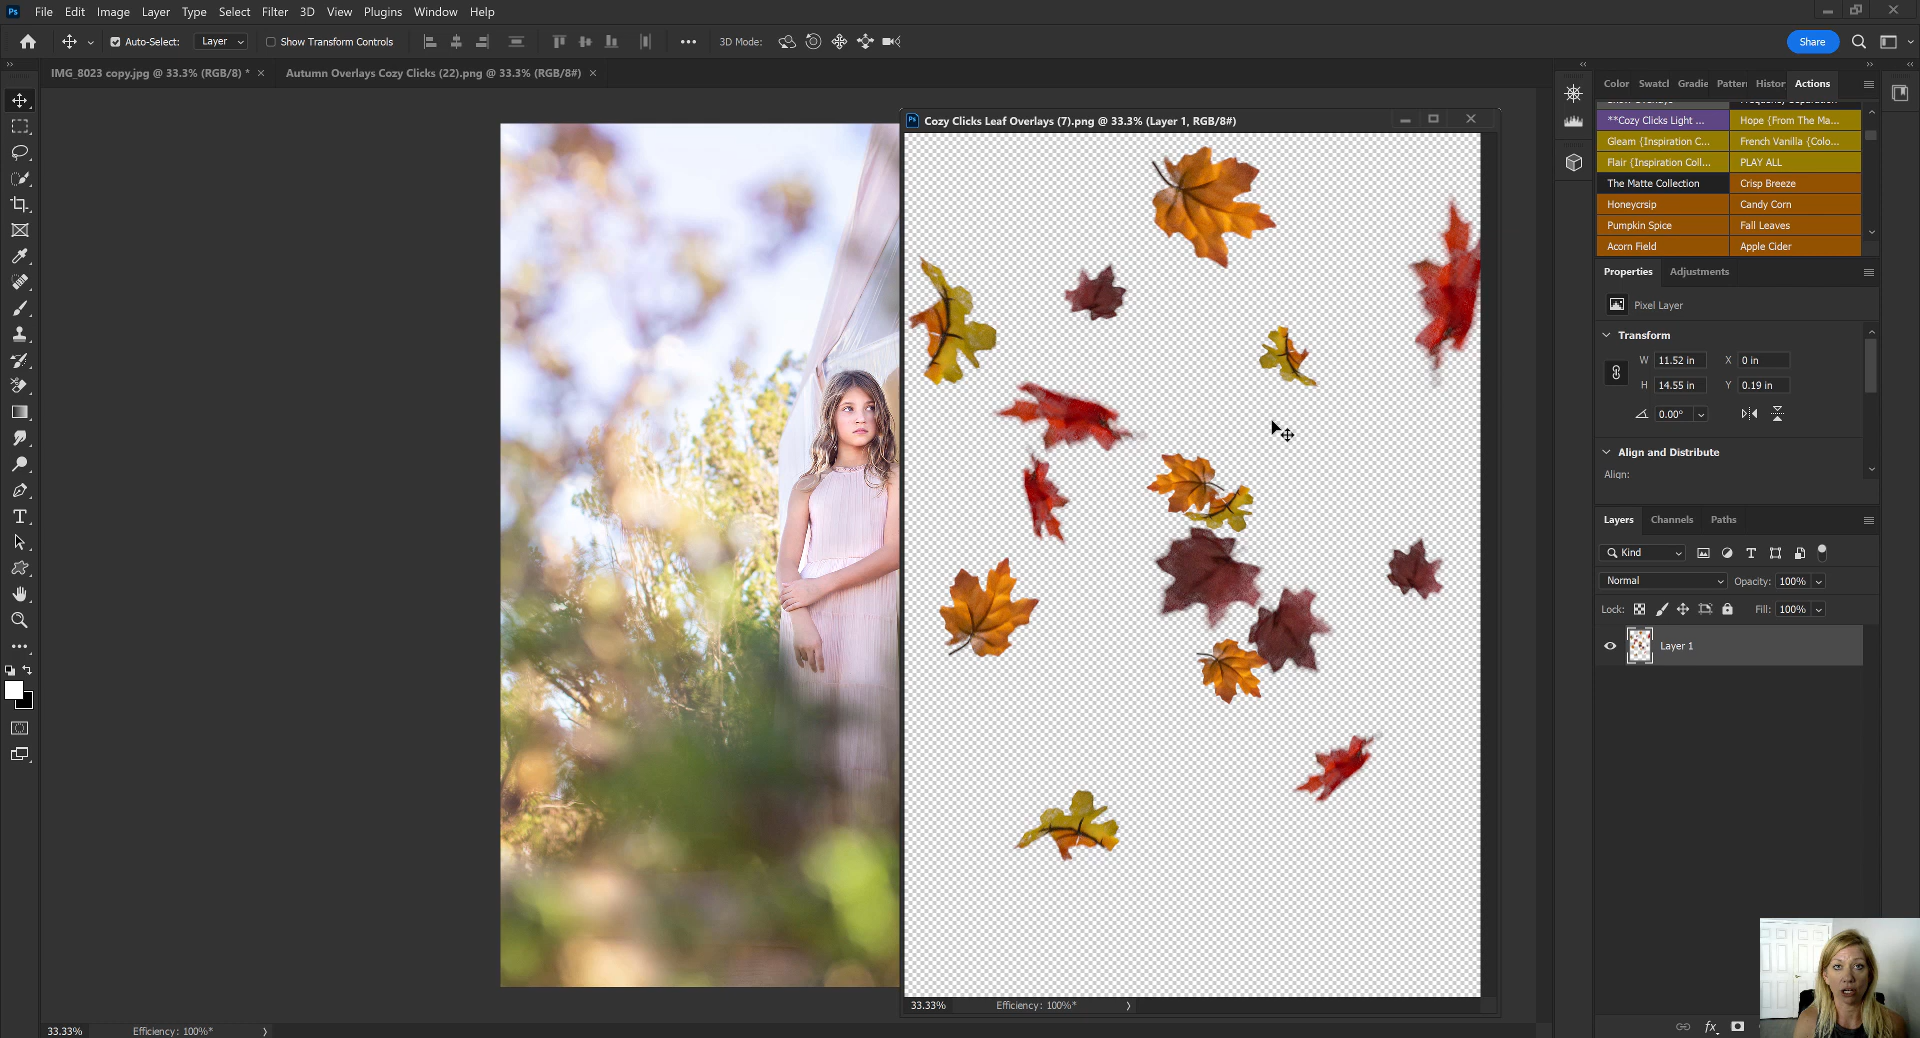 Ps File Edit Image Layer Type Select Filter 3D View Plugins Window Help
Auto-Select: Layer Show Transform Controls 3D Mode: Share
IMG_8023 copy.jpg @ 33.3% (RGB/8) * Autumn Overlays Cozy Clicks (22).png @ 33.3% (RGB/8#)
Ps Cozy Clicks Leaf Overlays (7).png @ 33.3% (Layer 1, RGB/8#)
Color Swatcl Gradie Patterr Histor Actions
**Cozy Clicks Light ... Hope {From The Ma...
Gleam {Inspiration C... French Vanilla {Colo...
Flair {Inspiration Coll... PLAY ALL
The Matte Collection Crisp Breeze
Honeycrsip Candy Corn
Pumpkin Spice Fall Leaves
Acorn Field Apple Cider
Properties Adjustments
Pixel Layer
Transform
W 11.52 in X 0 in
H 14.55 in Y 0.19 in
0.00°
Align and Distribute
Align:
Layers Channels Paths
Kind
Normal Opacity: 100%
Lock: Fill: 100%
Layer 1
fx
33.33% Efficiency: 100%*
33.33% Efficiency: 100%*